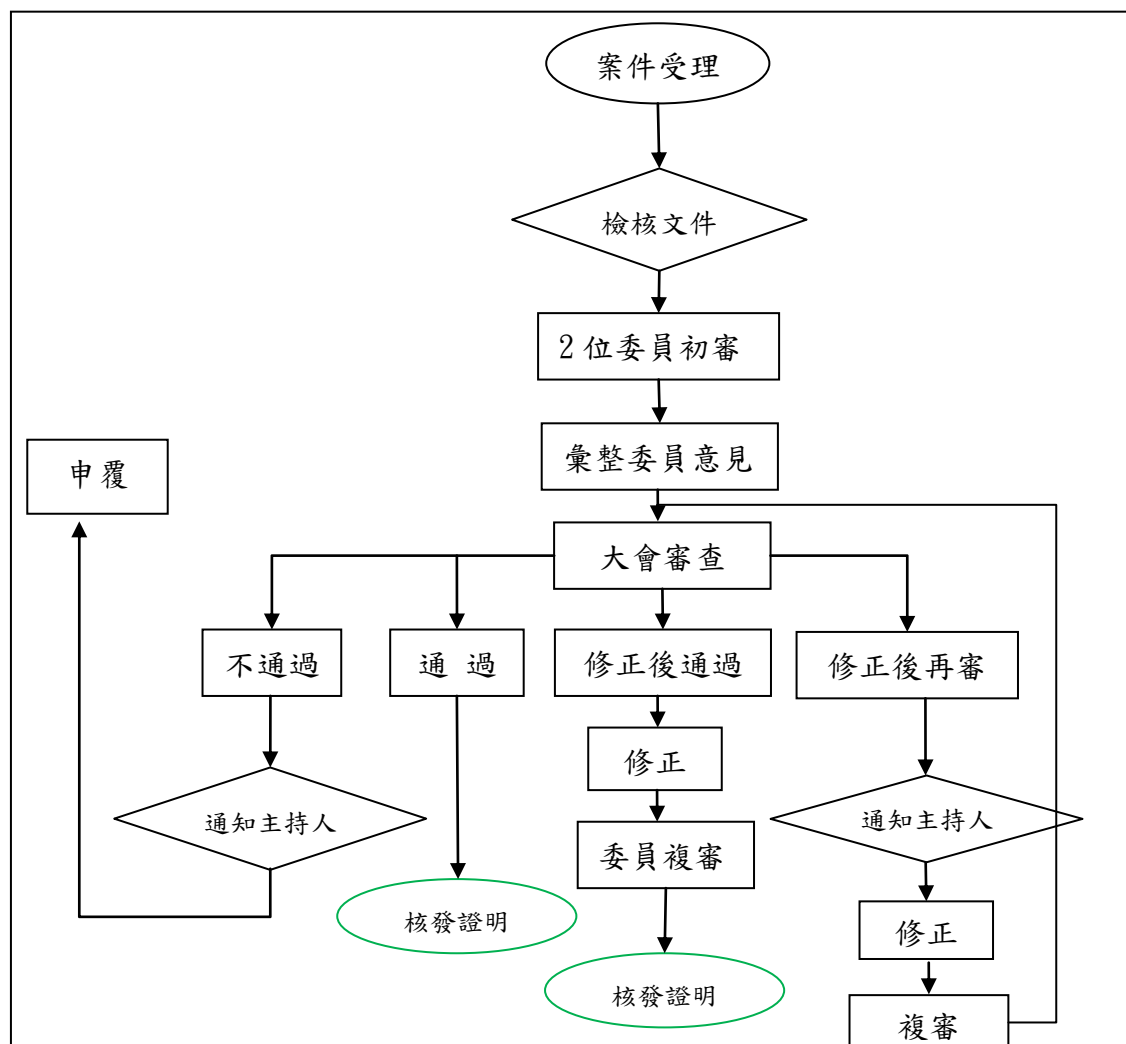 案件受理
檢核文件
2位委員初審
彙整委員意見
申覆
大會審查
不通過
通 過
修正後通過
修正後再審
修正
通知主持人
通知主持人
委員複審
核發證明
修正
核發證明
複審